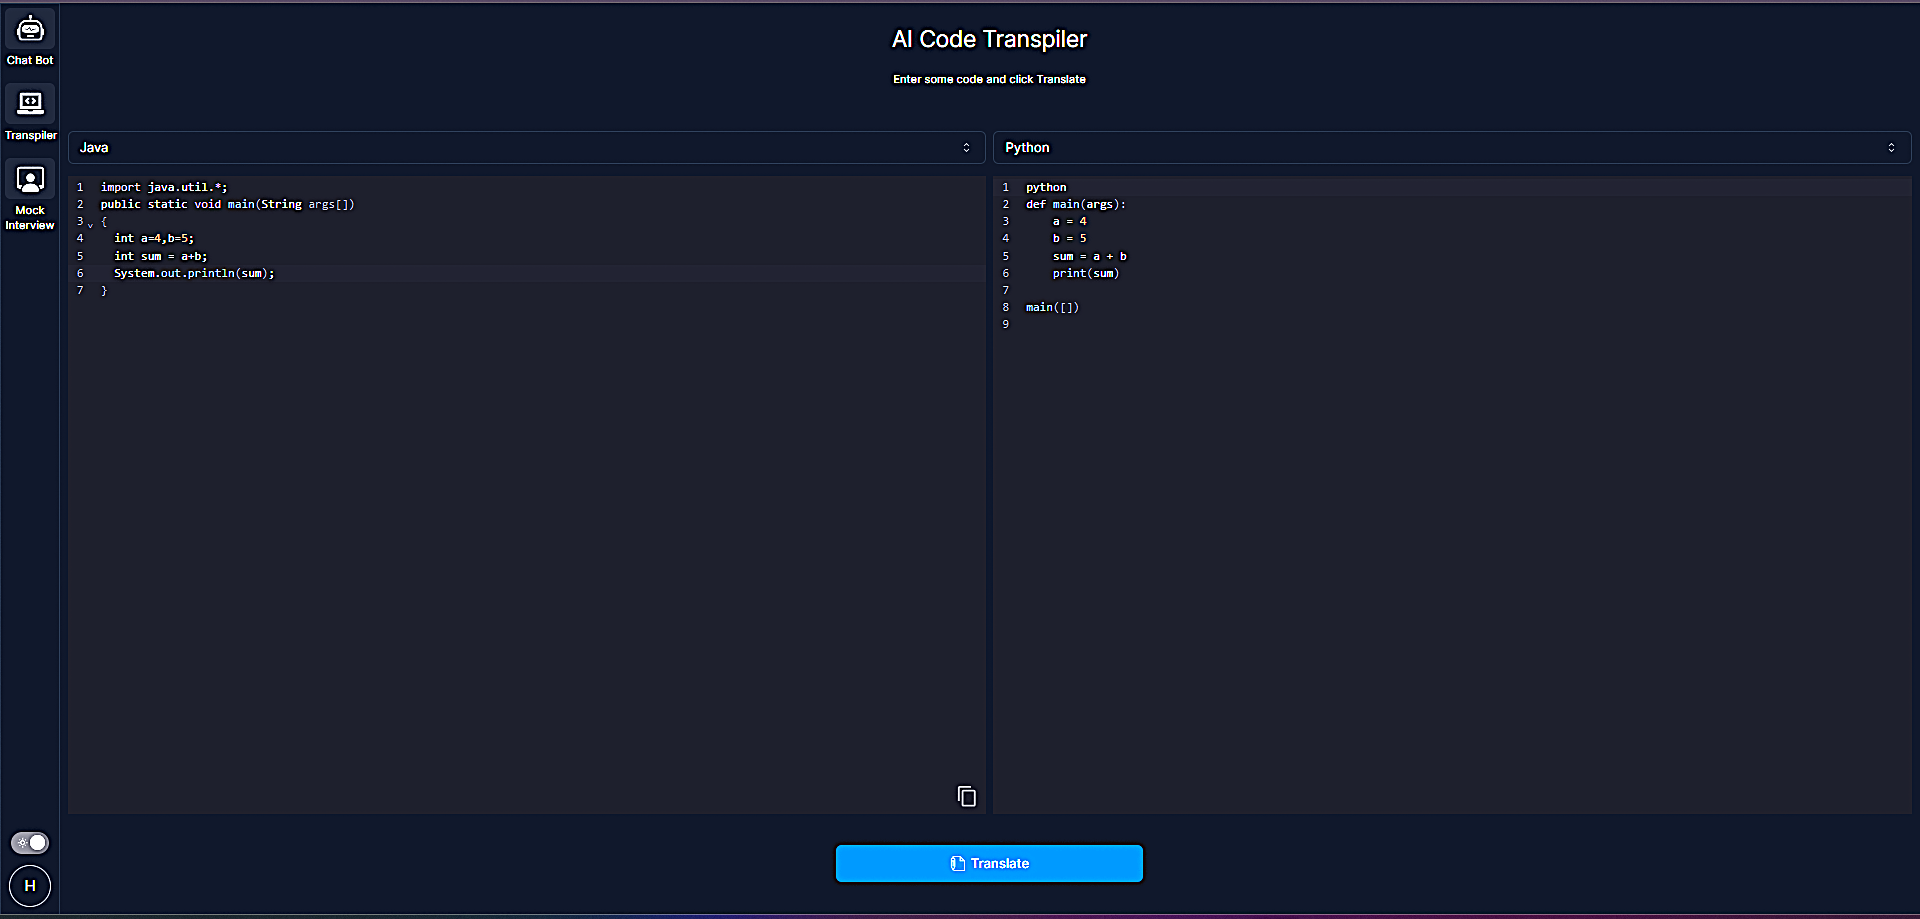 Chat Bot
Transpiler
Mock
Interview
AI Code Transpiler
Enter some code and click Translate
Java
1 import java.util.*;
2 public static void main(String args[])
3 {
4   int a=4,b=5;
5   int sum = a+b;
6   System.out.println(sum);
7 }
Python
1 python
2 def main(args):
3     a = 4
4     b = 5
5     sum = a + b
6     print(sum)
7
8 main([])
9
Translate
H